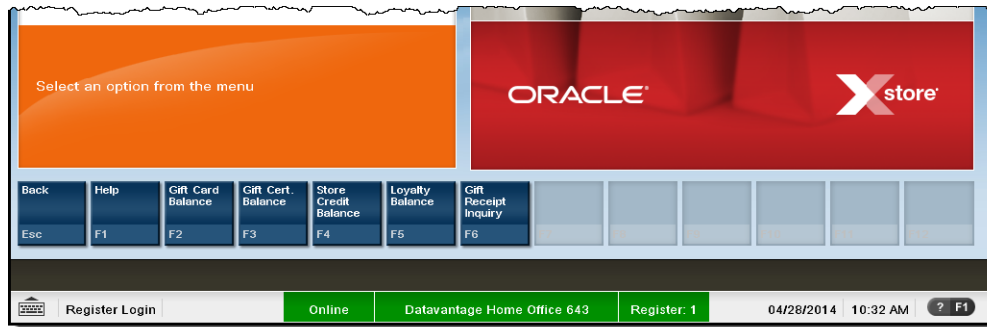 Select an option from the menu
ORACLE
Xstore
Back
Help
Gift Card
Balance
Gift Cert.
Balance
Store
Credit
Balance
Loyalty
Balance
Gift
Receipt
Inquiry
Esc
F1
F2
F3
F4
F5
F6
Register Login
Online
Datavantage Home Office 643
Register: 1
04/28/2014
10:32 AM
? F1